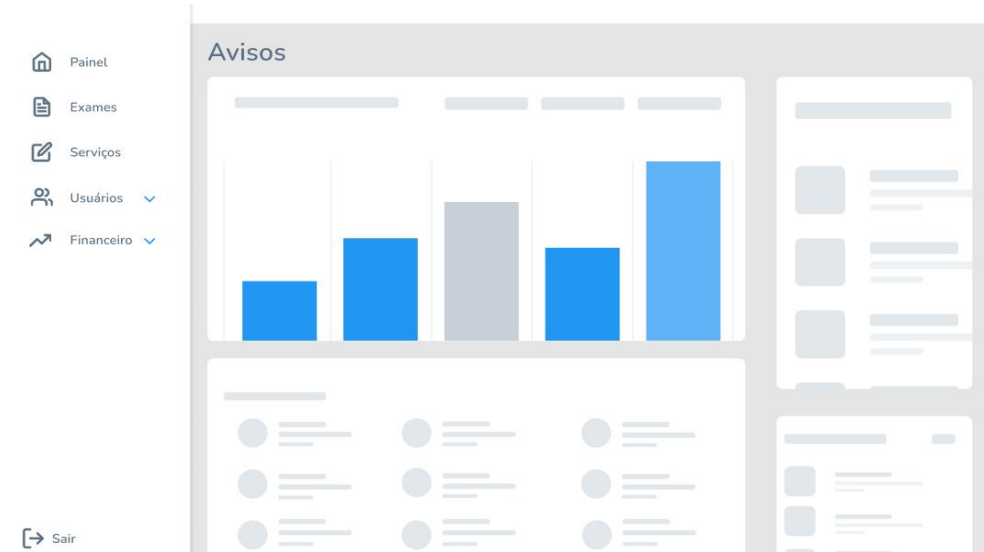 Painel
Exames
Serviços
Usuários
Financeiro
Sair
Avisos